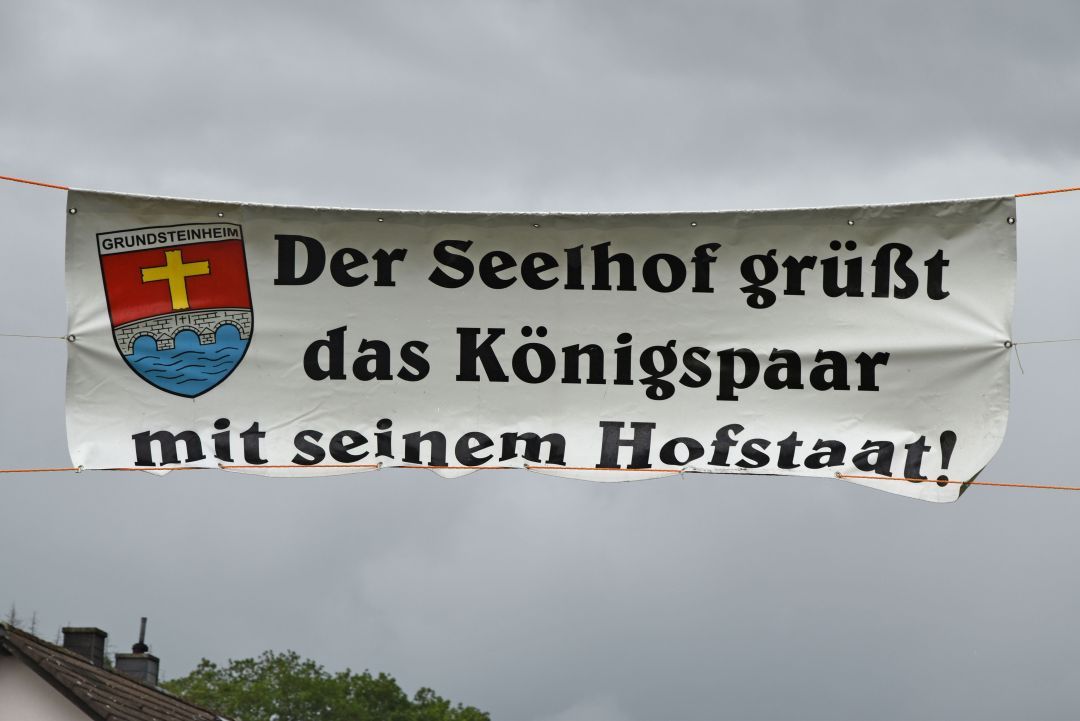 GRUNDSTEINHEIM
Der Seelhof grüßt
das Königspaar
mit seinem Hofstaat!